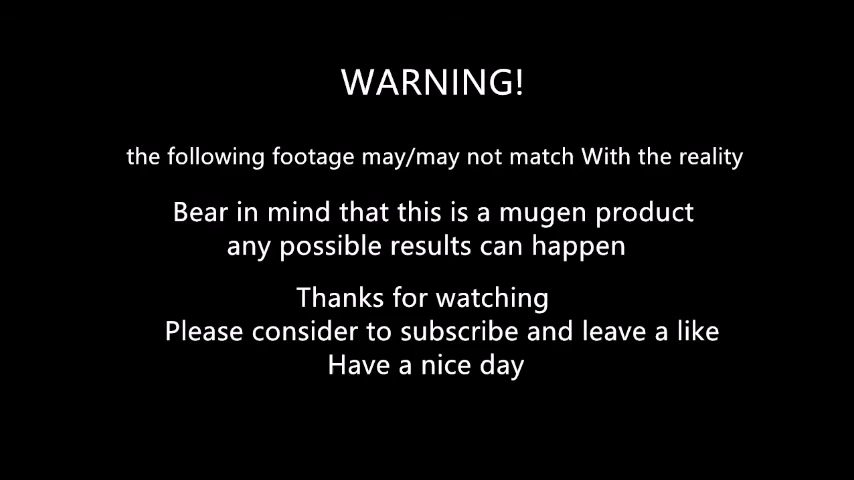 WARNING!
the following footage may/may not match With the reality
Bear in mind that this is a mugen product
any possible results can happen
Thanks for watching
Please consider to subscribe and leave a like
Have a nice day